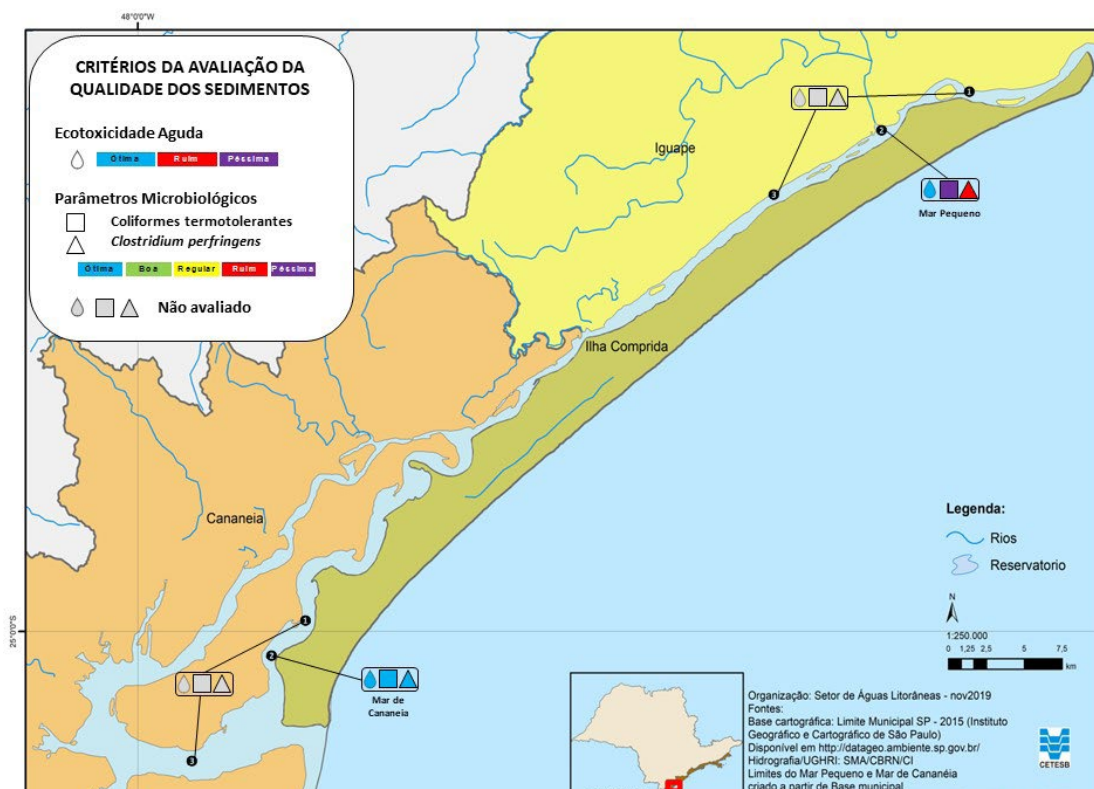 48°0'0"W
CRITÉRIOS DA AVALIAÇÃO DA
QUALIDADE DOS SEDIMENTOS
Ecotoxicidade Aguda
Ótima Ruim Péssima
Parâmetros Microbiológicos
Coliformes termotolerantes
Clostridium perfringens
Ótima Boa Regular Ruim Péssima
Não avaliado
1
2
3
Iguape
Mar Pequeno
Ilha Comprida
Cananeia
25°0'0"S
1
2
3
Mar de
Cananeia
Legenda:
Rios
Reservatorio
N
1:250.000
0 1,25 2,5 5 7,5
km
Organização: Setor de Águas Litorâneas - nov2019
Fontes:
Base cartográfica: Limite Municipal SP - 2015 (Instituto
Geográfico e Cartográfico de São Paulo)
Disponível em http://datageo.ambiente.sp.gov.br/
Hidrografia/UGHRI: SMA/CBRN/CI
Limites do Mar Pequeno e Mar de Cananéia
criado a partir de Base municipal
CETESB